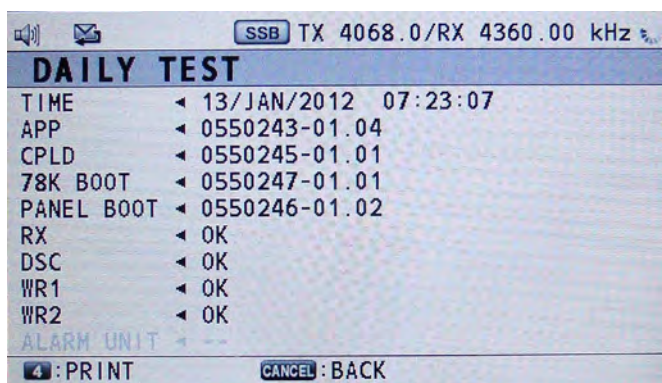 SSB TX 4068.0/RX 4360.00 kHz
DAILY TEST
TIME ◄ 13/JAN/2012 07:23:07
APP ◄ 0550243-01.04
CPLD ◄ 0550245-01.01
78K BOOT ◄ 0550247-01.01
PANEL BOOT ◄ 0550246-01.02
RX ◄ OK
DSC ◄ OK
WR1 ◄ OK
WR2 ◄ OK
ALARM UNIT ◄ --
4 :PRINT CANCEL :BACK